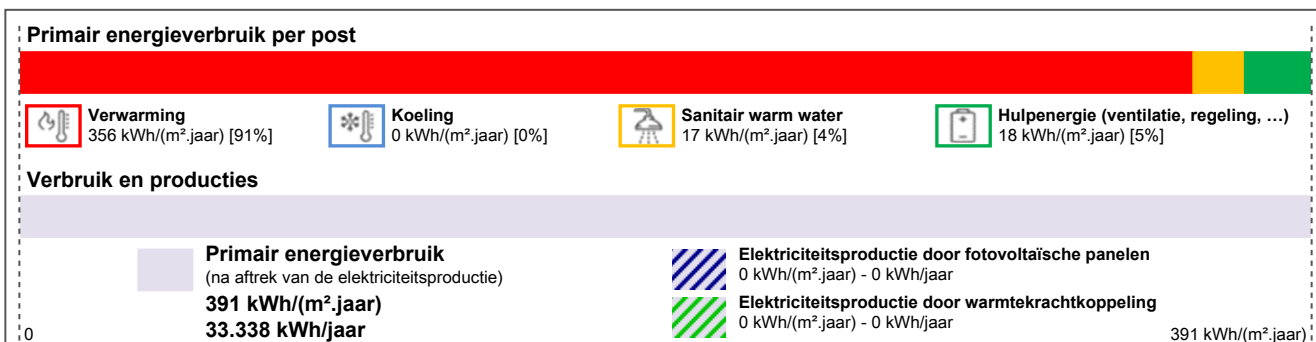 Primair energieverbruik per post
Verwarming
356 kWh/(m².jaar) [91%]
Koeling
0 kWh/(m².jaar) [0%]
Sanitair warm water
17 kWh/(m².jaar) [4%]
Hulpenergie (ventilatie, regeling, …)
18 kWh/(m².jaar) [5%]
Verbruik en producties
Primair energieverbruik
(na aftrek van de elektriciteitsproductie)
391 kWh/(m².jaar)
33.338 kWh/jaar
Elektriciteitsproductie door fotovoltaïsche panelen
0 kWh/(m².jaar) - 0 kWh/jaar
Elektriciteitsproductie door warmtekrachtkoppeling
0 kWh/(m².jaar) - 0 kWh/jaar
0
391 kWh/(m².jaar)